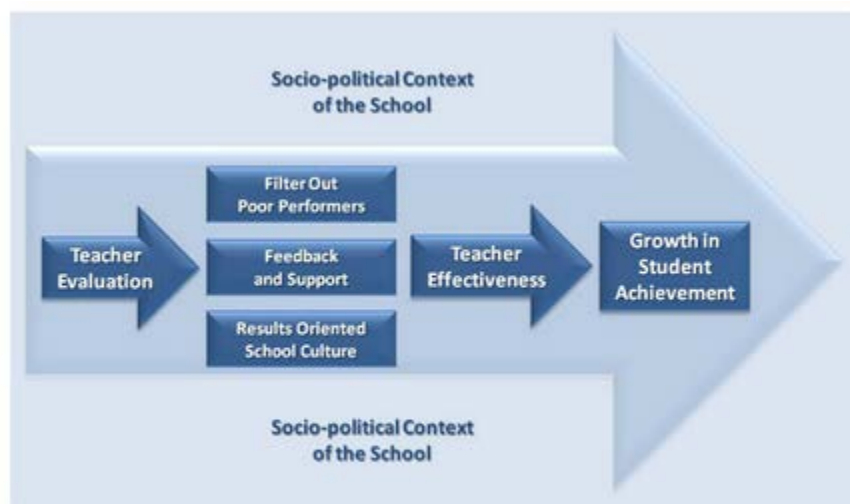 Socio-political Context
of the School
Teacher
Evaluation
Filter Out
Poor Performers
Feedback
and Support
Results Oriented
School Culture
Teacher
Effectiveness
Growth in
Student
Achievement
Socio-political Context
of the School